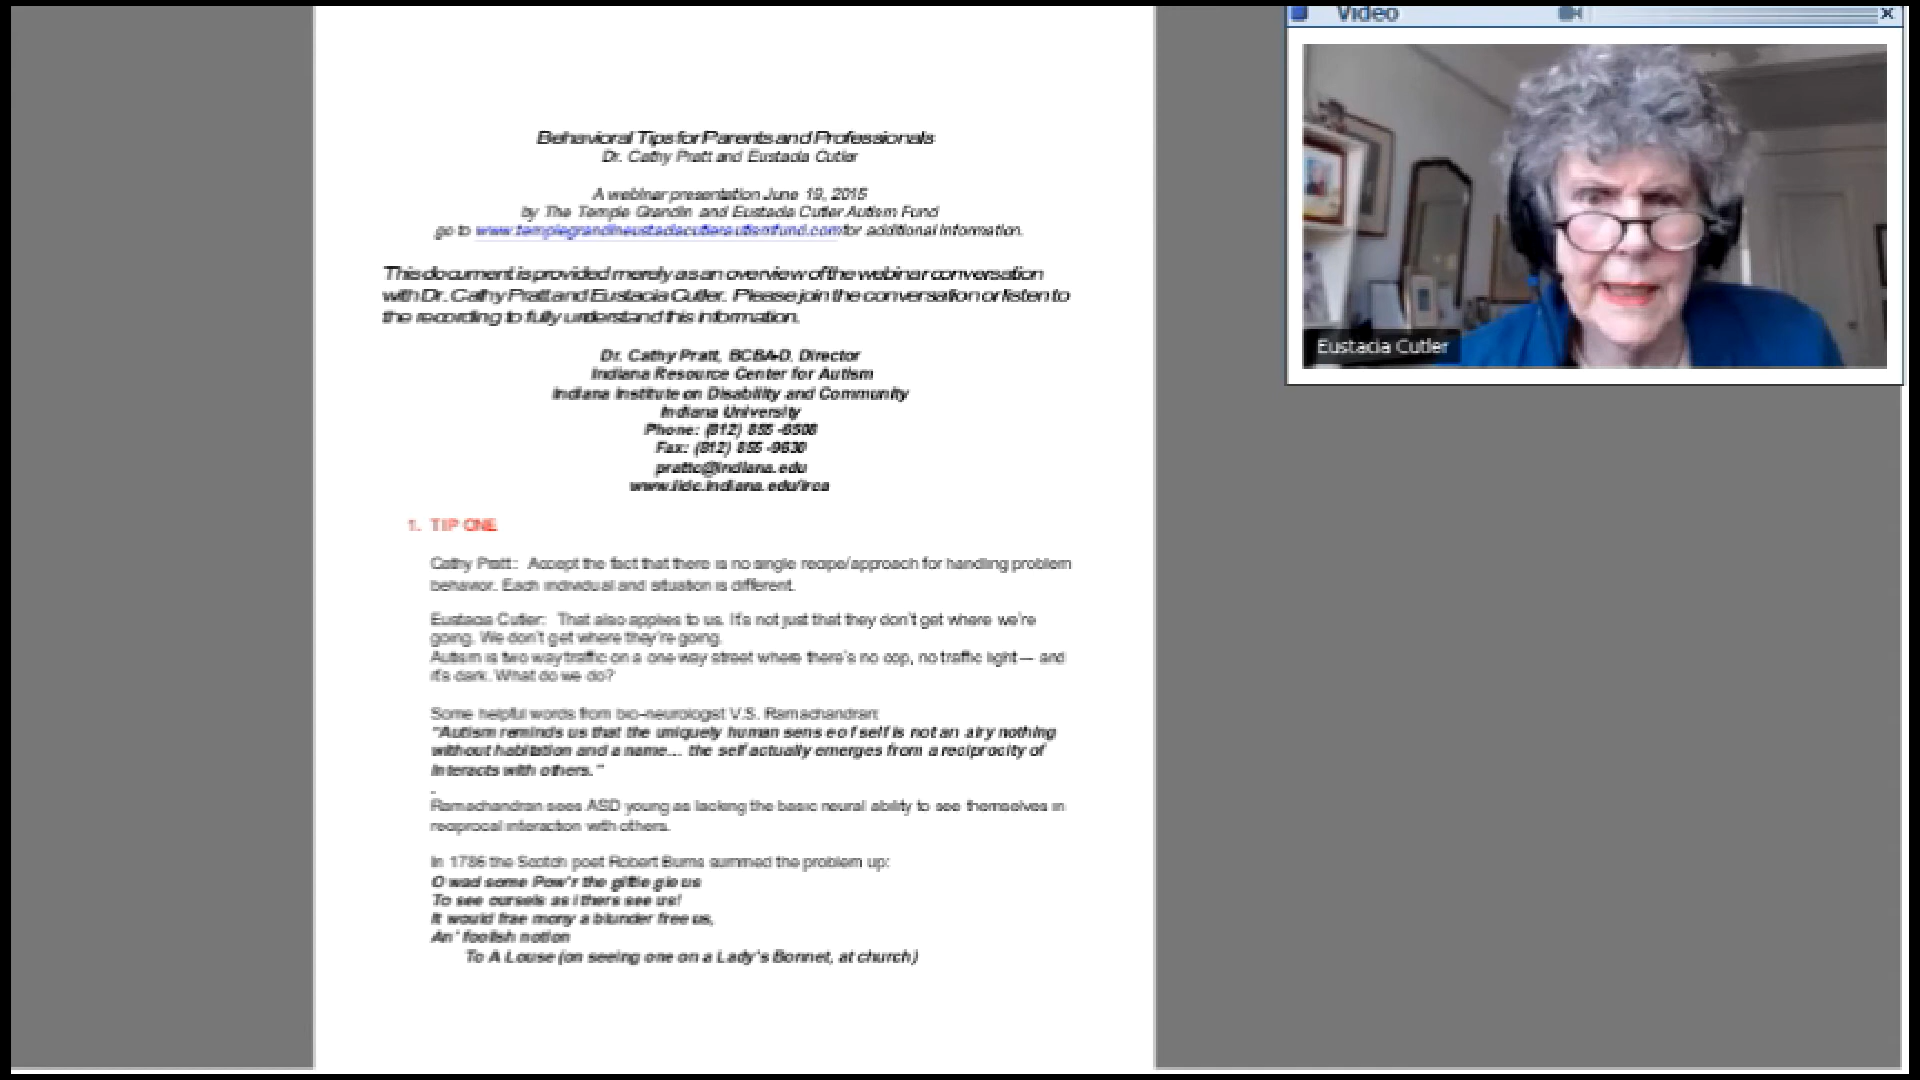 Behavioral Tips for Parents and Professionals
Dr. Cathy Pratt and Eustacia Cutler
A webinar presentation June 19, 2015
by The Temple Grandin and Eustacia Cutler Autism Fund
go to www.templegrandineustaciacutlerautismfund.com for additional information.
This document is provided merely as an overview of the webinar conversation
with Dr. Cathy Pratt and Eustacia Cutler. Please join the conversation or listen to
the recording to fully understand this information.
Dr. Cathy Pratt, BCBA-D, Director
Indiana Resource Center for Autism
Indiana Institute on Disability and Community
Indiana University
Phone: (812) 855-6508
Fax: (812) 855-9630
prattc@indiana.edu
www.iidc.indiana.edu/irca
1. TIP ONE
Cathy Pratt: Accept the fact that there is no single recipe/approach for handling problem
behavior. Each individual and situation is different.
Eustacia Cutler: That also applies to us. It's not just that they don't get where we're
going. We don't get where they're going.
Autism is two way traffic on a one way street where there's no cop, no traffic light— and
it's dark. What do we do?
Some helpful words from bio-neurologist V.S. Ramachandran:
"Autism reminds us that the uniquely human sense of self is not an airy nothing
without habitation and a name... the self actually emerges from a reciprocity of
interacts with others."
.
Ramachandran sees ASD young as lacking the basic neural ability to see themselves in
reciprocal interaction with others.
In 1786 the Scotch poet Robert Burns summed the problem up:
O wad some Pow'r the giftie gie us
To see oursels as ithers see us!
It would frae mony a blunder free us,
An' foolish notion
To A Louse (on seeing one on a Lady's Bonnet, at church)
Video
Eustacia Cutler